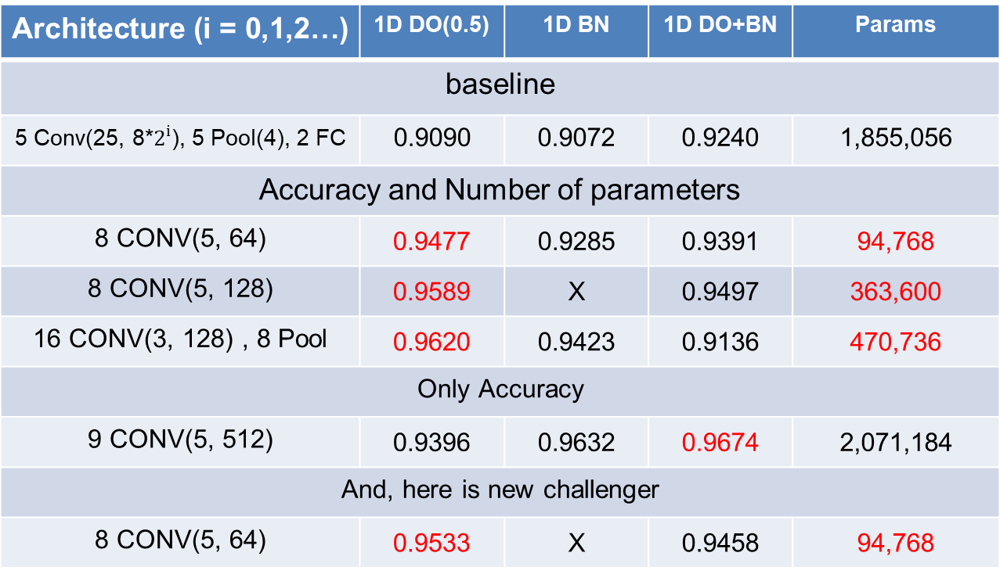 Architecture (i = 0,1,2…) 1D DO(0.5) 1D BN 1D DO+BN Params
baseline
5 Conv(25, 8*2ⁱ), 5 Pool(4), 2 FC 0.9090 0.9072 0.9240 1,855,056
Accuracy and Number of parameters
8 CONV(5, 64) 0.9477 0.9285 0.9391 94,768
8 CONV(5, 128) 0.9589 X 0.9497 363,600
16 CONV(3, 128) , 8 Pool 0.9620 0.9423 0.9136 470,736
Only Accuracy
9 CONV(5, 512) 0.9396 0.9632 0.9674 2,071,184
And, here is new challenger
8 CONV(5, 64) 0.9533 X 0.9458 94,768